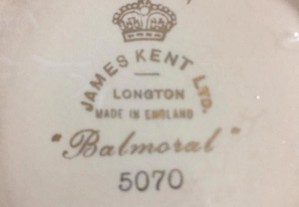 JAMES KENT LTD.
LONGTON
MADE IN ENGLAND
"Balmoral"
5070